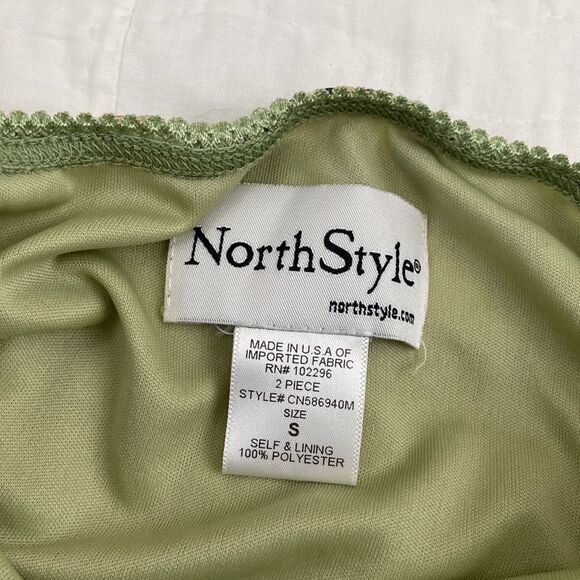 NorthStyle®
northstyle.com
MADE IN U.S.A OF
IMPORTED FABRIC
RN# 102296
2 PIECE
STYLE# CN586940M
SIZE
S
SELF & LINING
100% POLYESTER